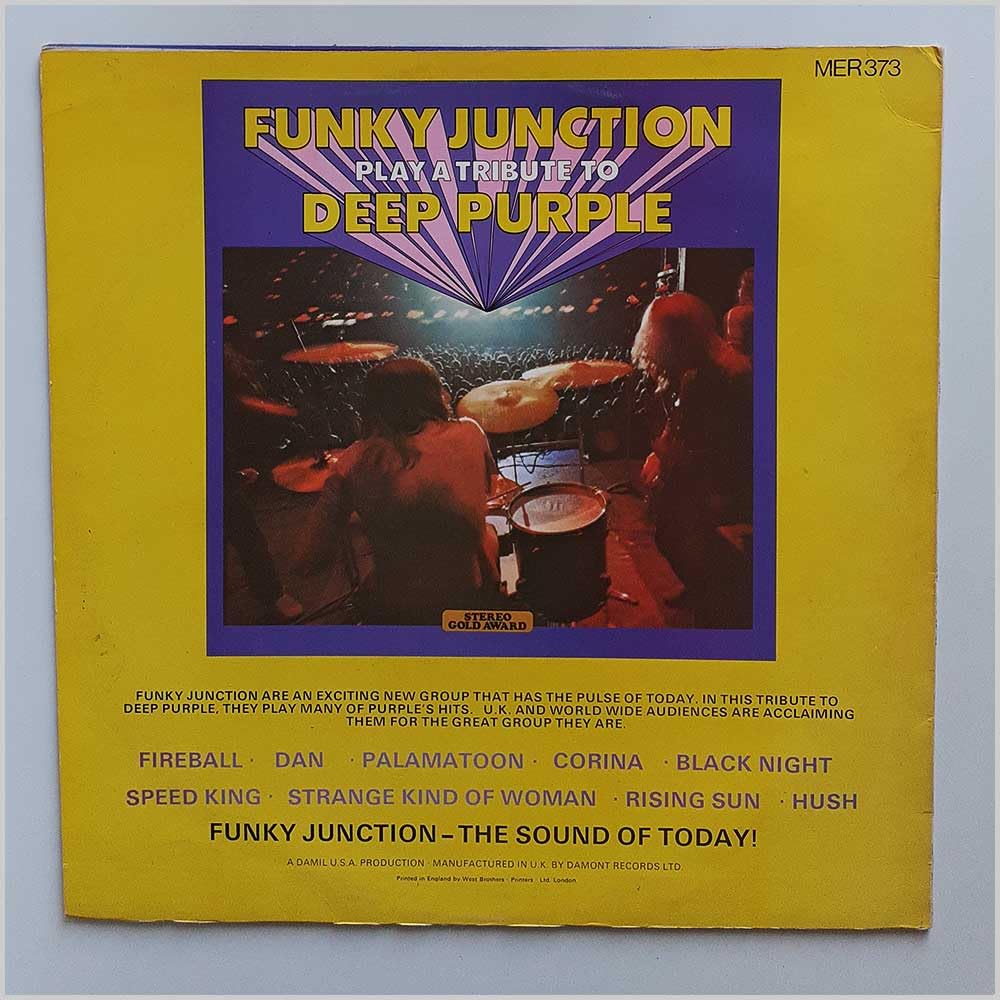 MER373
FUNKY JUNCTION
PLAY A TRIBUTE TO
DEEP PURPLE
STEREO
GOLD AWARD
FUNKY JUNCTION ARE AN EXCITING NEW GROUP THAT HAS THE PULSE OF TODAY. IN THIS TRIBUTE TO
DEEP PURPLE, THEY PLAY MANY OF PURPLE'S HITS. U.K. AND WORLD WIDE AUDIENCES ARE ACCLAIMING
THEM FOR THE GREAT GROUP THEY ARE.
FIREBALL · DAN · PALAMATOON · CORINA · BLACK NIGHT
SPEED KING · STRANGE KIND OF WOMAN · RISING SUN · HUSH
FUNKY JUNCTION – THE SOUND OF TODAY!
A DAMIL U.S.A. PRODUCTION · MANUFACTURED IN U.K. BY DAMONT RECORDS LTD.
Printed in England by West Brothers · Printers · Ltd. London